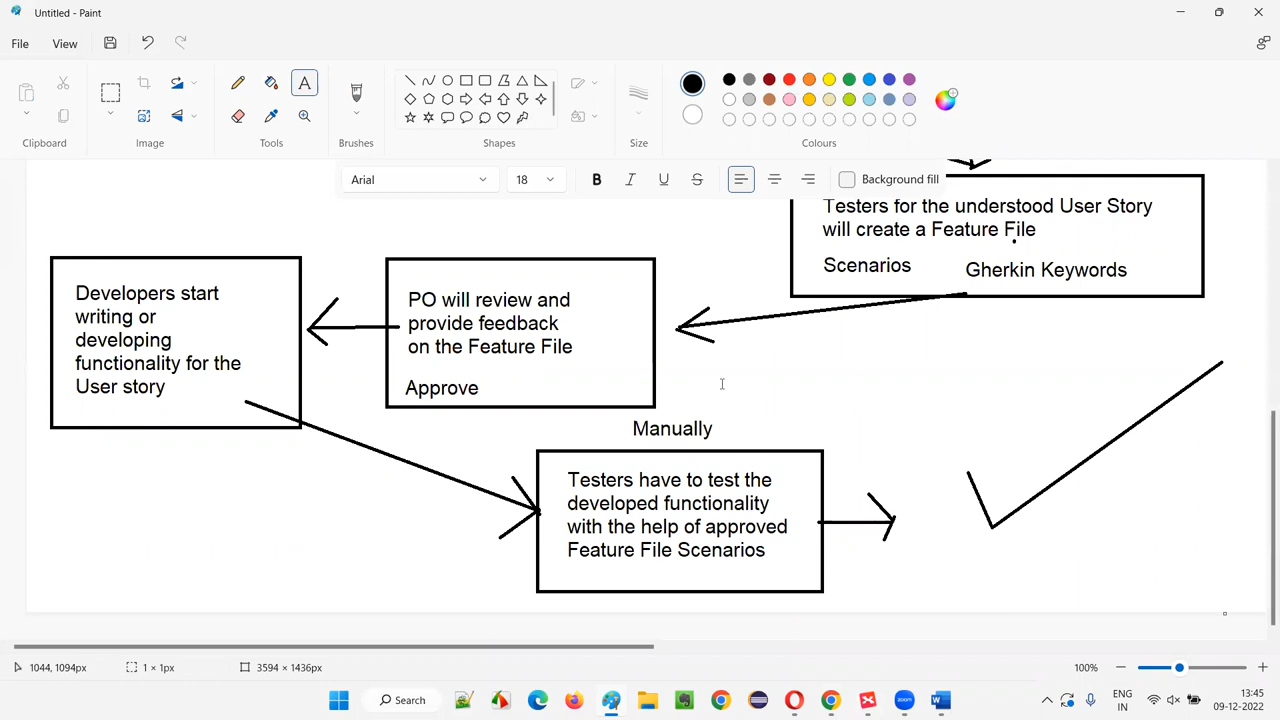 Untitled - Paint
File
View
Clipboard
Image
Tools
Brushes
Shapes
Size
Colours
Arial
18
B
I
U
S
Background fill
Testers for the understood User Story
will create a Feature File
Scenarios
Gherkin Keywords
Developers start
writing or
developing
functionality for the
User story
PO will review and
provide feedback
on the Feature File
Approve
Manually
Testers have to test the
developed functionality
with the help of approved
Feature File Scenarios
1044, 1094px
1 × 1px
3594 × 1436px
100%
Search
zoom
ENG
IN
13:45
09-12-2022